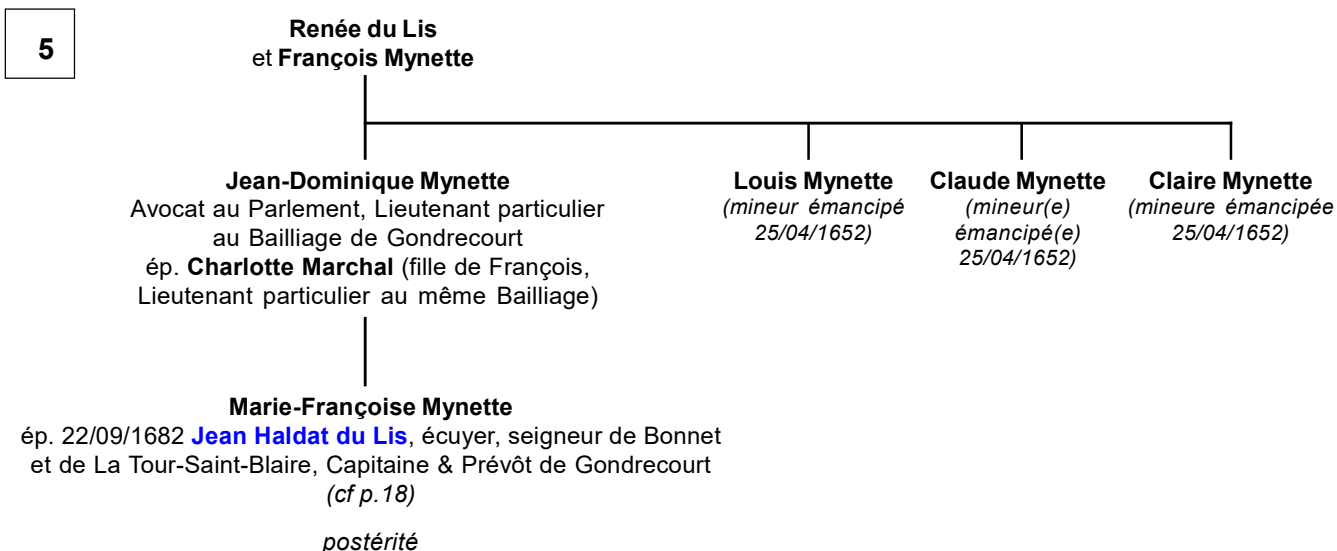 5
Renée du Lis
et François Mynette
Jean-Dominique Mynette
Avocat au Parlement, Lieutenant particulier
au Bailliage de Gondrecourt
ép. Charlotte Marchal (fille de François,
Lieutenant particulier au même Bailliage)
Louis Mynette
(mineur émancipé
25/04/1652)
Claude Mynette
(mineur(e)
émancipé(e)
25/04/1652)
Claire Mynette
(mineure émancipée
25/04/1652)
Marie-Françoise Mynette
ép. 22/09/1682 Jean Haldat du Lis, écuyer, seigneur de Bonnet
et de La Tour-Saint-Blaire, Capitaine & Prévôt de Gondrecourt
(cf p.18)
postérité